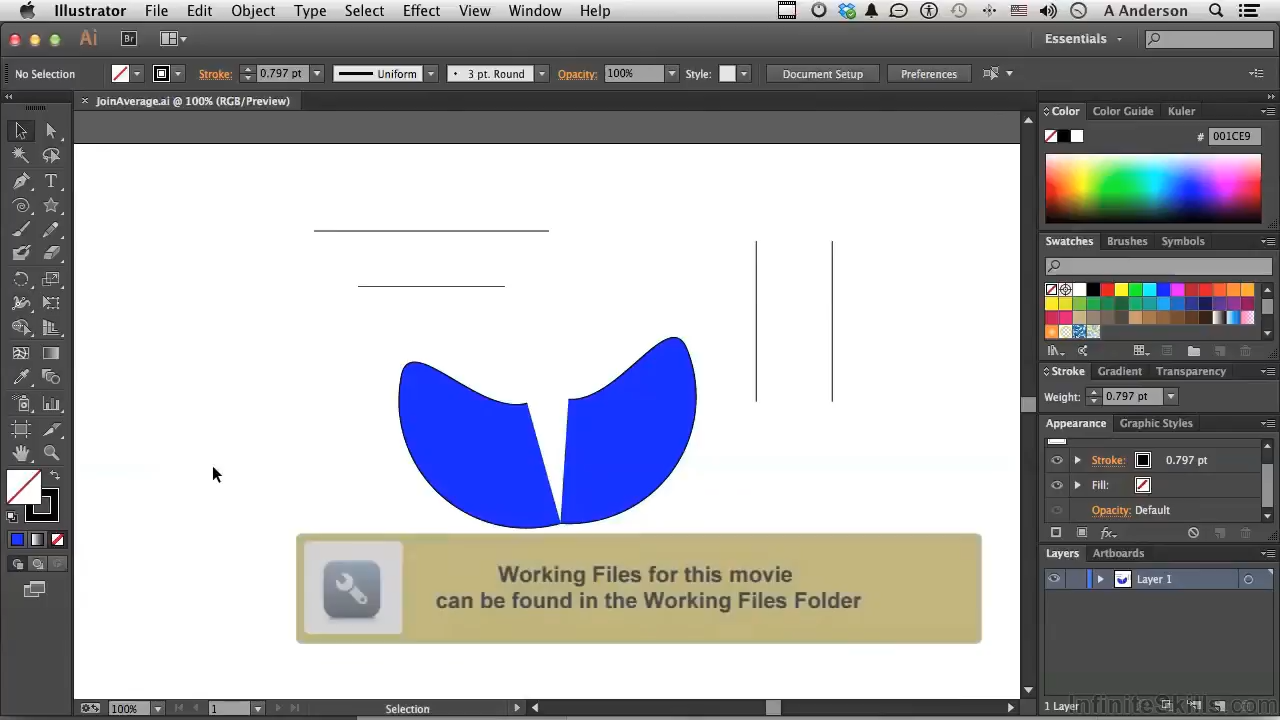 Illustrator File Edit Object Type Select Effect View Window Help A Anderson
Ai Br Essentials
No Selection Stroke: 0.797 pt Uniform 3 pt. Round Opacity: 100% Style: Document Setup Preferences
JoinAverage.ai @ 100% (RGB/Preview)
Color Color Guide Kuler
# 001CE9
Swatches Brushes Symbols
Stroke Gradient Transparency
Weight: 0.797 pt
Appearance Graphic Styles
Stroke: 0.797 pt
Fill:
Opacity: Default
fx
Layers Artboards
Layer 1
Working Files for this movie
can be found in the Working Files Folder
100% 1 Selection
1 Layer
InfiniteSkills.com